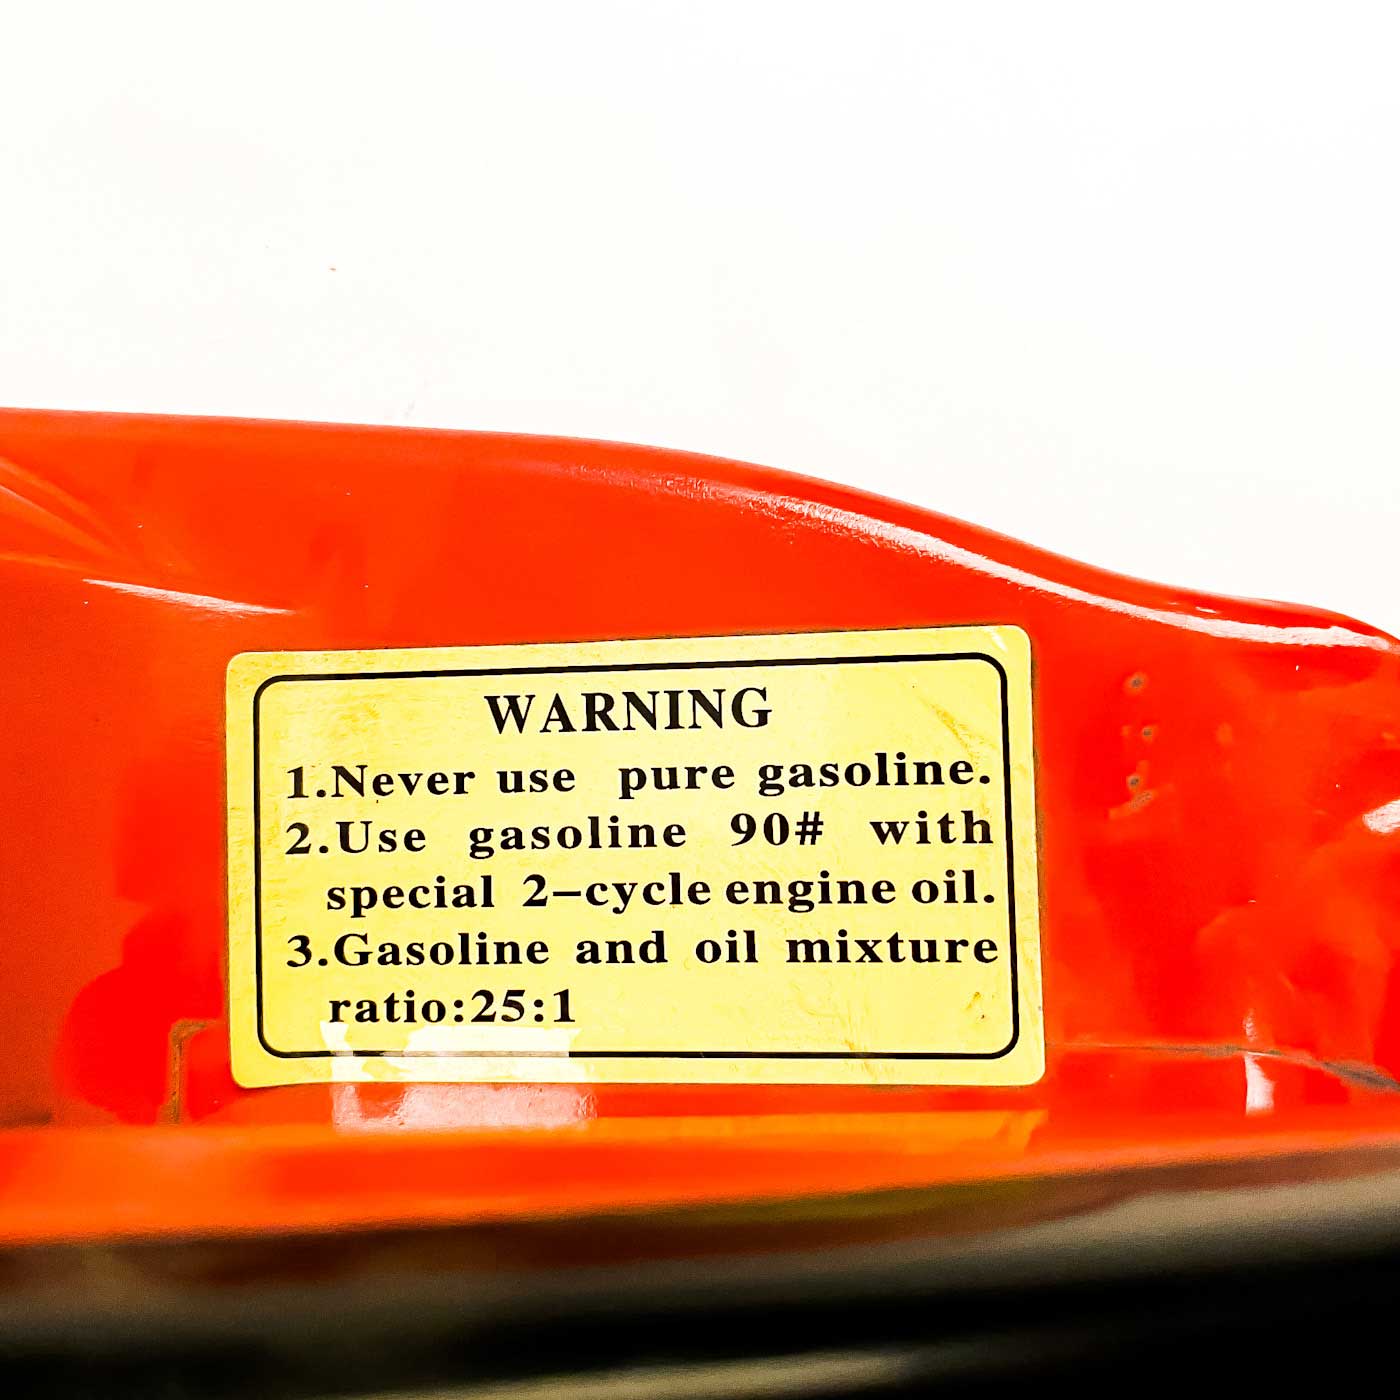 WARNING
1.Never use pure gasoline.
2.Use gasoline 90# with
special 2-cycle engine oil.
3.Gasoline and oil mixture
ratio:25:1